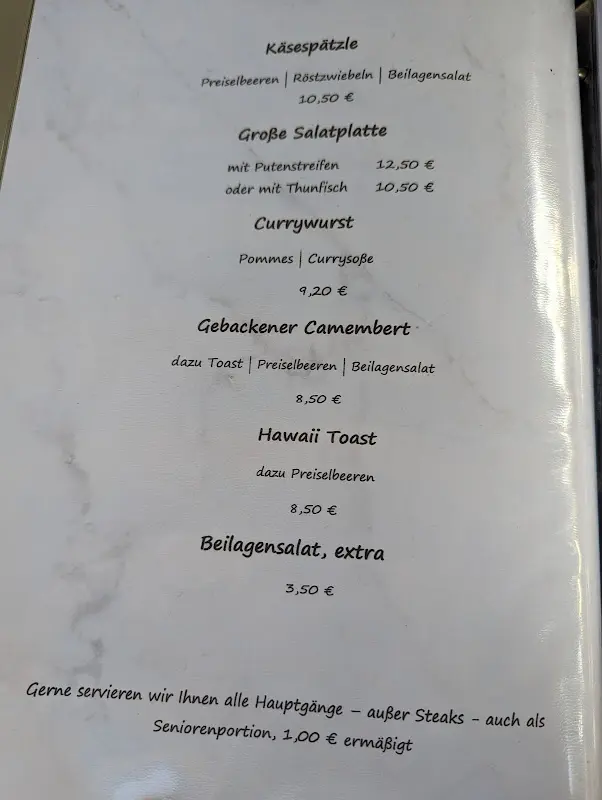 Käsespätzle
Preiselbeeren | Röstzwiebeln | Beilagensalat
10,50 €
Große Salatplatte
mit Putenstreifen 12,50 €
oder mit Thunfisch 10,50 €
Currywurst
Pommes | Currysoße
9,20 €
Gebackener Camembert
dazu Toast | Preiselbeeren | Beilagensalat
8,50 €
Hawaii Toast
dazu Preiselbeeren
8,50 €
Beilagensalat, extra
3,50 €
Gerne servieren wir Ihnen alle Hauptgänge – außer Steaks - auch als
Seniorenportion, 1,00 € ermäßigt